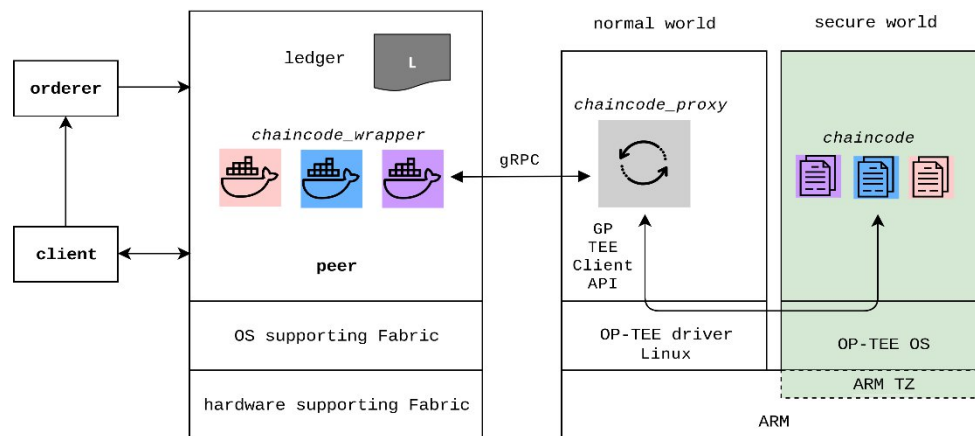 normal world
secure world
ledger
L
orderer
chaincode_proxy
chaincode_wrapper
chaincode
gRPC
GP
TEE
Client
API
client
peer
OS supporting Fabric
OP-TEE driver
Linux
OP-TEE OS
ARM TZ
hardware supporting Fabric
ARM